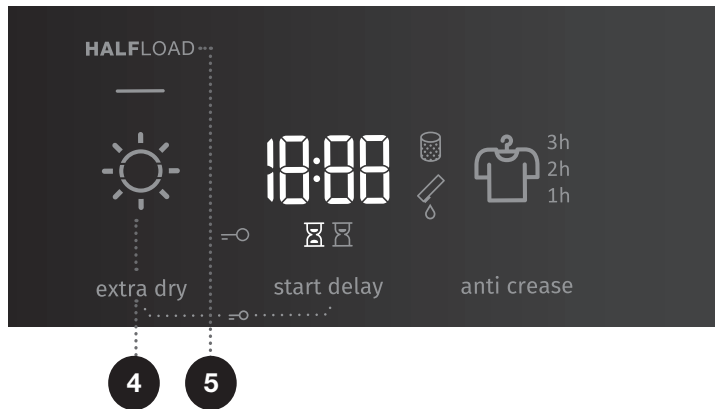 HALFLOAD
18:88
3h
2h
1h
extra dry
start delay
anti crease
4
5